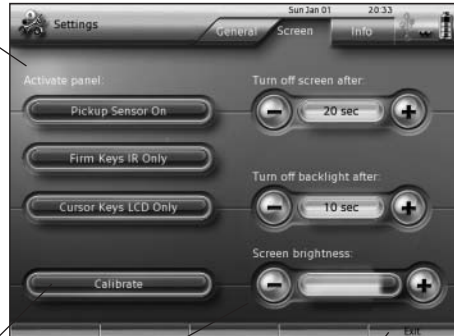 Sun Jan 01 20:33
Settings
General Screen Info
Activate panel:
Pickup Sensor On
Firm Keys IR Only
Cursor Keys LCD Only
Calibrate
Turn off screen after:
20 sec
Turn off backlight after:
10 sec
Screen brightness:
Exit